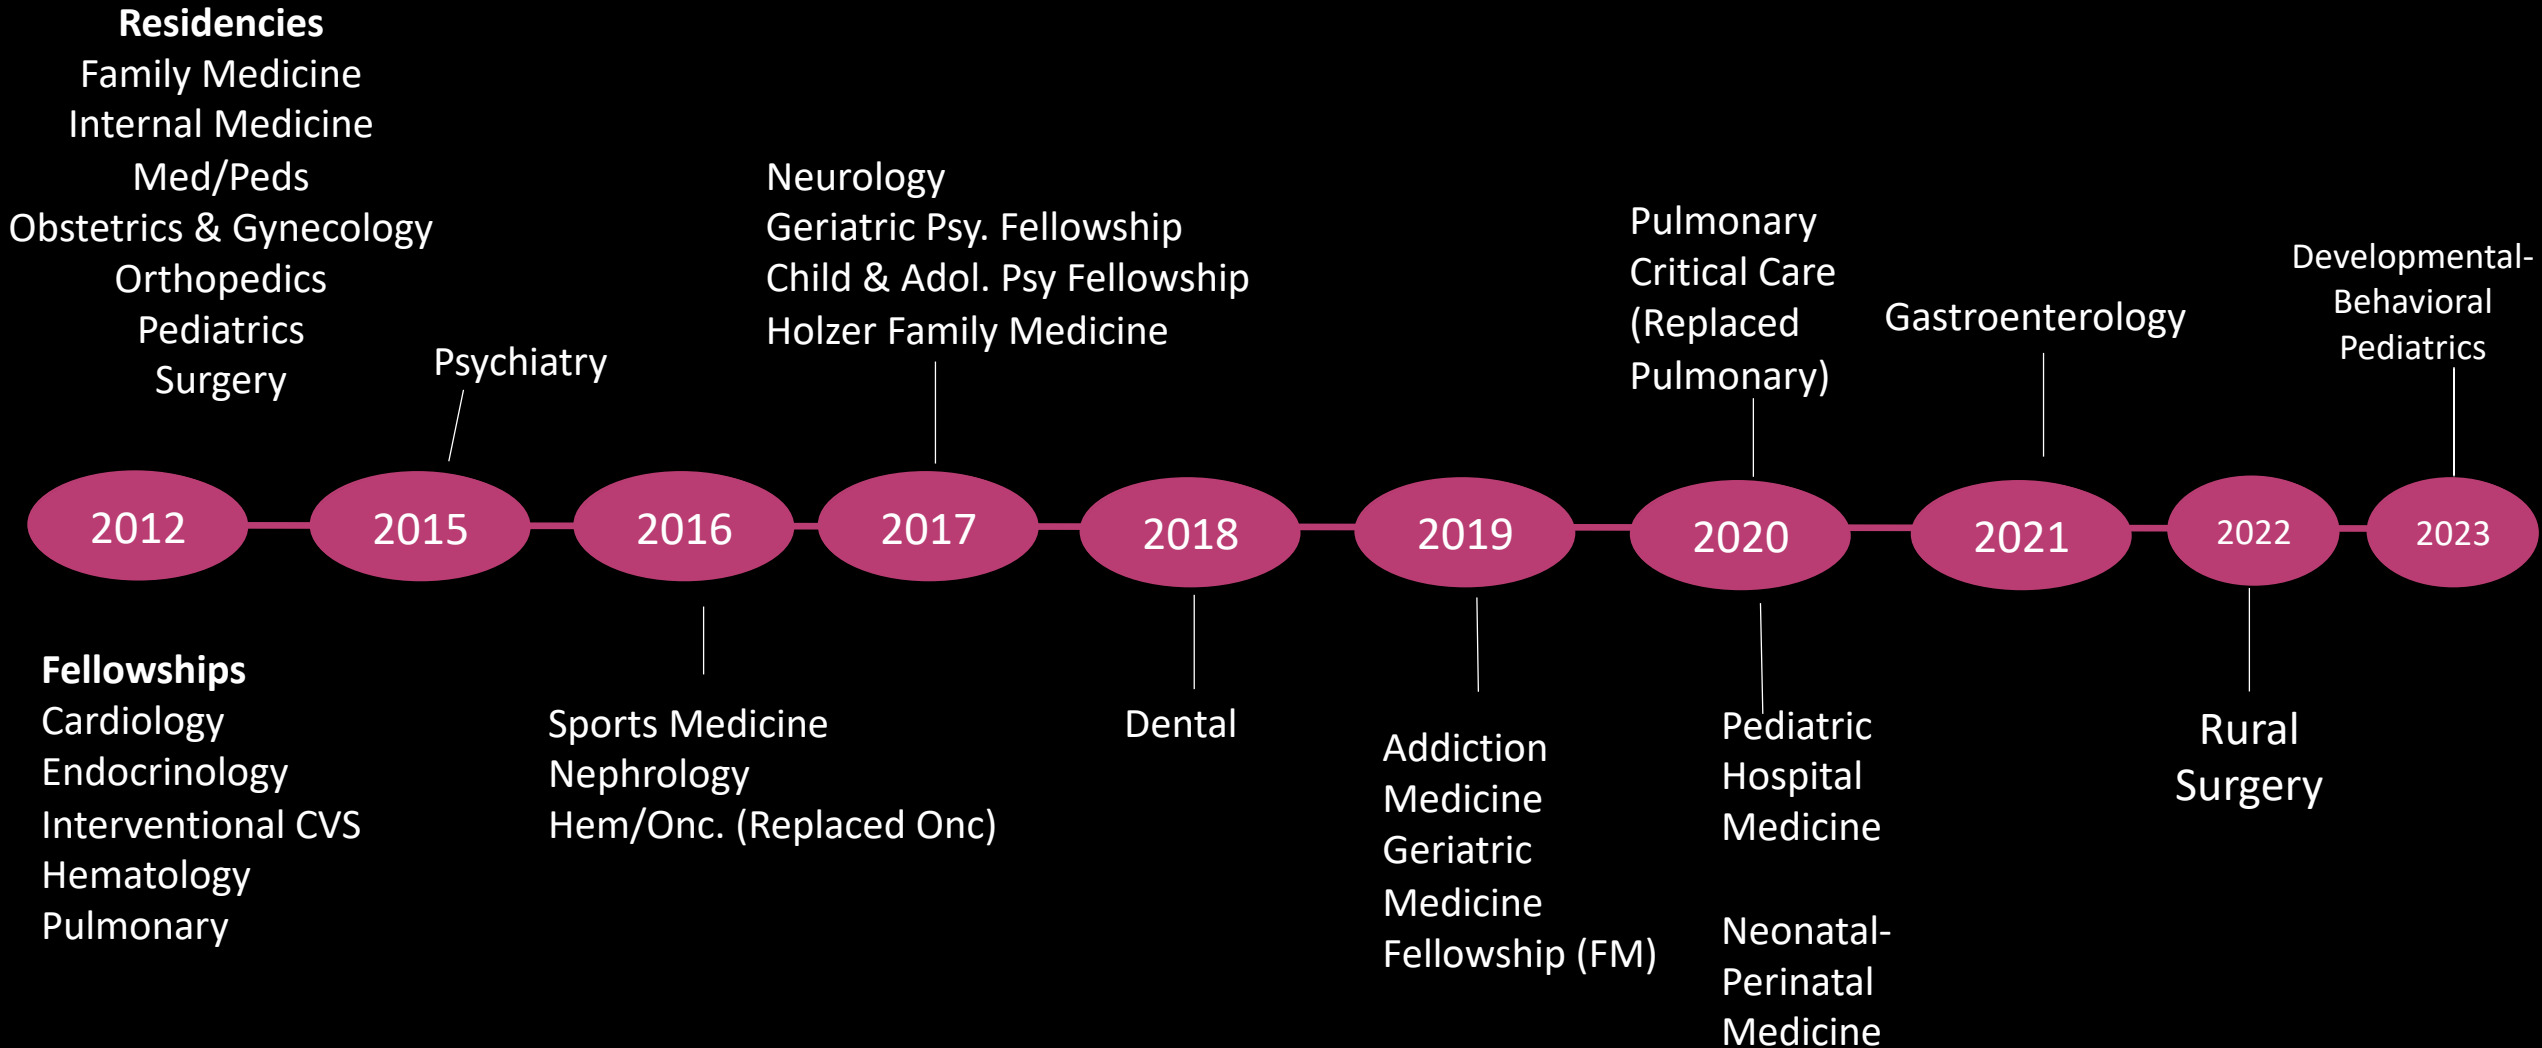 Residencies
Family Medicine
Internal Medicine
Med/Peds
Obstetrics & Gynecology
Orthopedics
Pediatrics
Surgery
Psychiatry
Neurology
Geriatric Psy. Fellowship
Child & Adol. Psy Fellowship
Holzer Family Medicine
Pulmonary
Critical Care
(Replaced
Pulmonary)
Gastroenterology
Developmental-
Behavioral
Pediatrics
2012
2015
2016
2017
2018
2019
2020
2021
2022
2023
Fellowships
Cardiology
Endocrinology
Interventional CVS
Hematology
Pulmonary
Sports Medicine
Nephrology
Hem/Onc. (Replaced Onc)
Dental
Addiction
Medicine
Geriatric
Medicine
Fellowship (FM)
Pediatric
Hospital
Medicine
Neonatal-
Perinatal
Medicine
Rural
Surgery